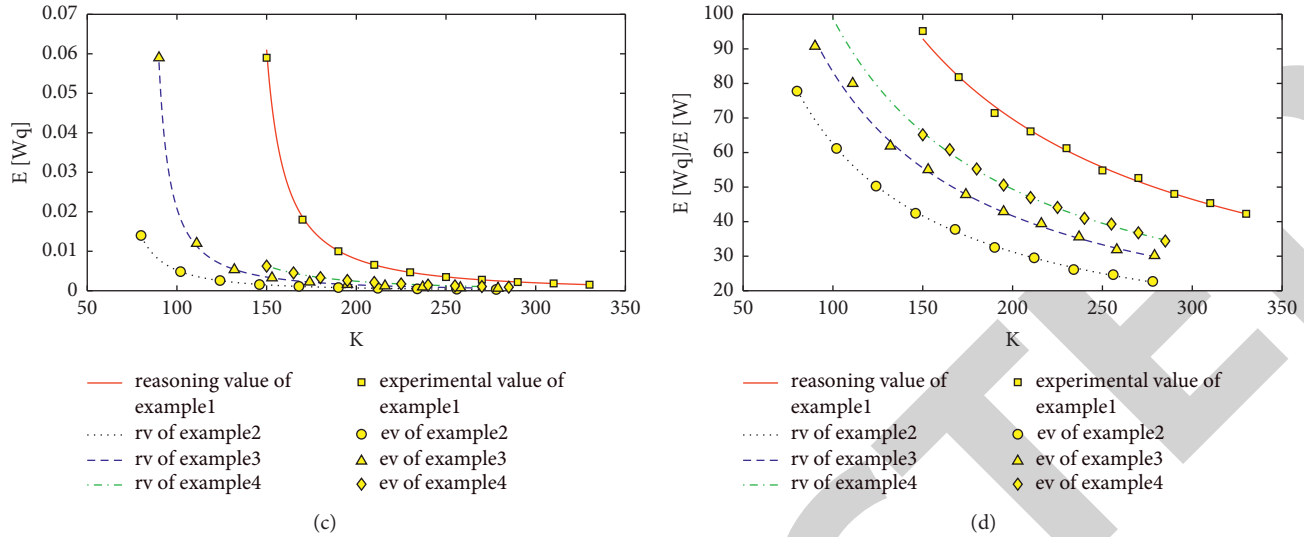 0.07
0.06
0.05
0.04
0.03
0.02
0.01
0
E [Wq]
50 100 150 200 250 300 350
K
reasoning value of
example1
rv of example2
rv of example3
rv of example4
experimental value of
example1
ev of example2
ev of example3
ev of example4
(c)
100
90
80
70
60
50
40
30
20
E [Wq]/E [W]
50 100 150 200 250 300 350
K
reasoning value of
example1
rv of example2
rv of example3
rv of example4
experimental value of
example1
ev of example2
ev of example3
ev of example4
(d)